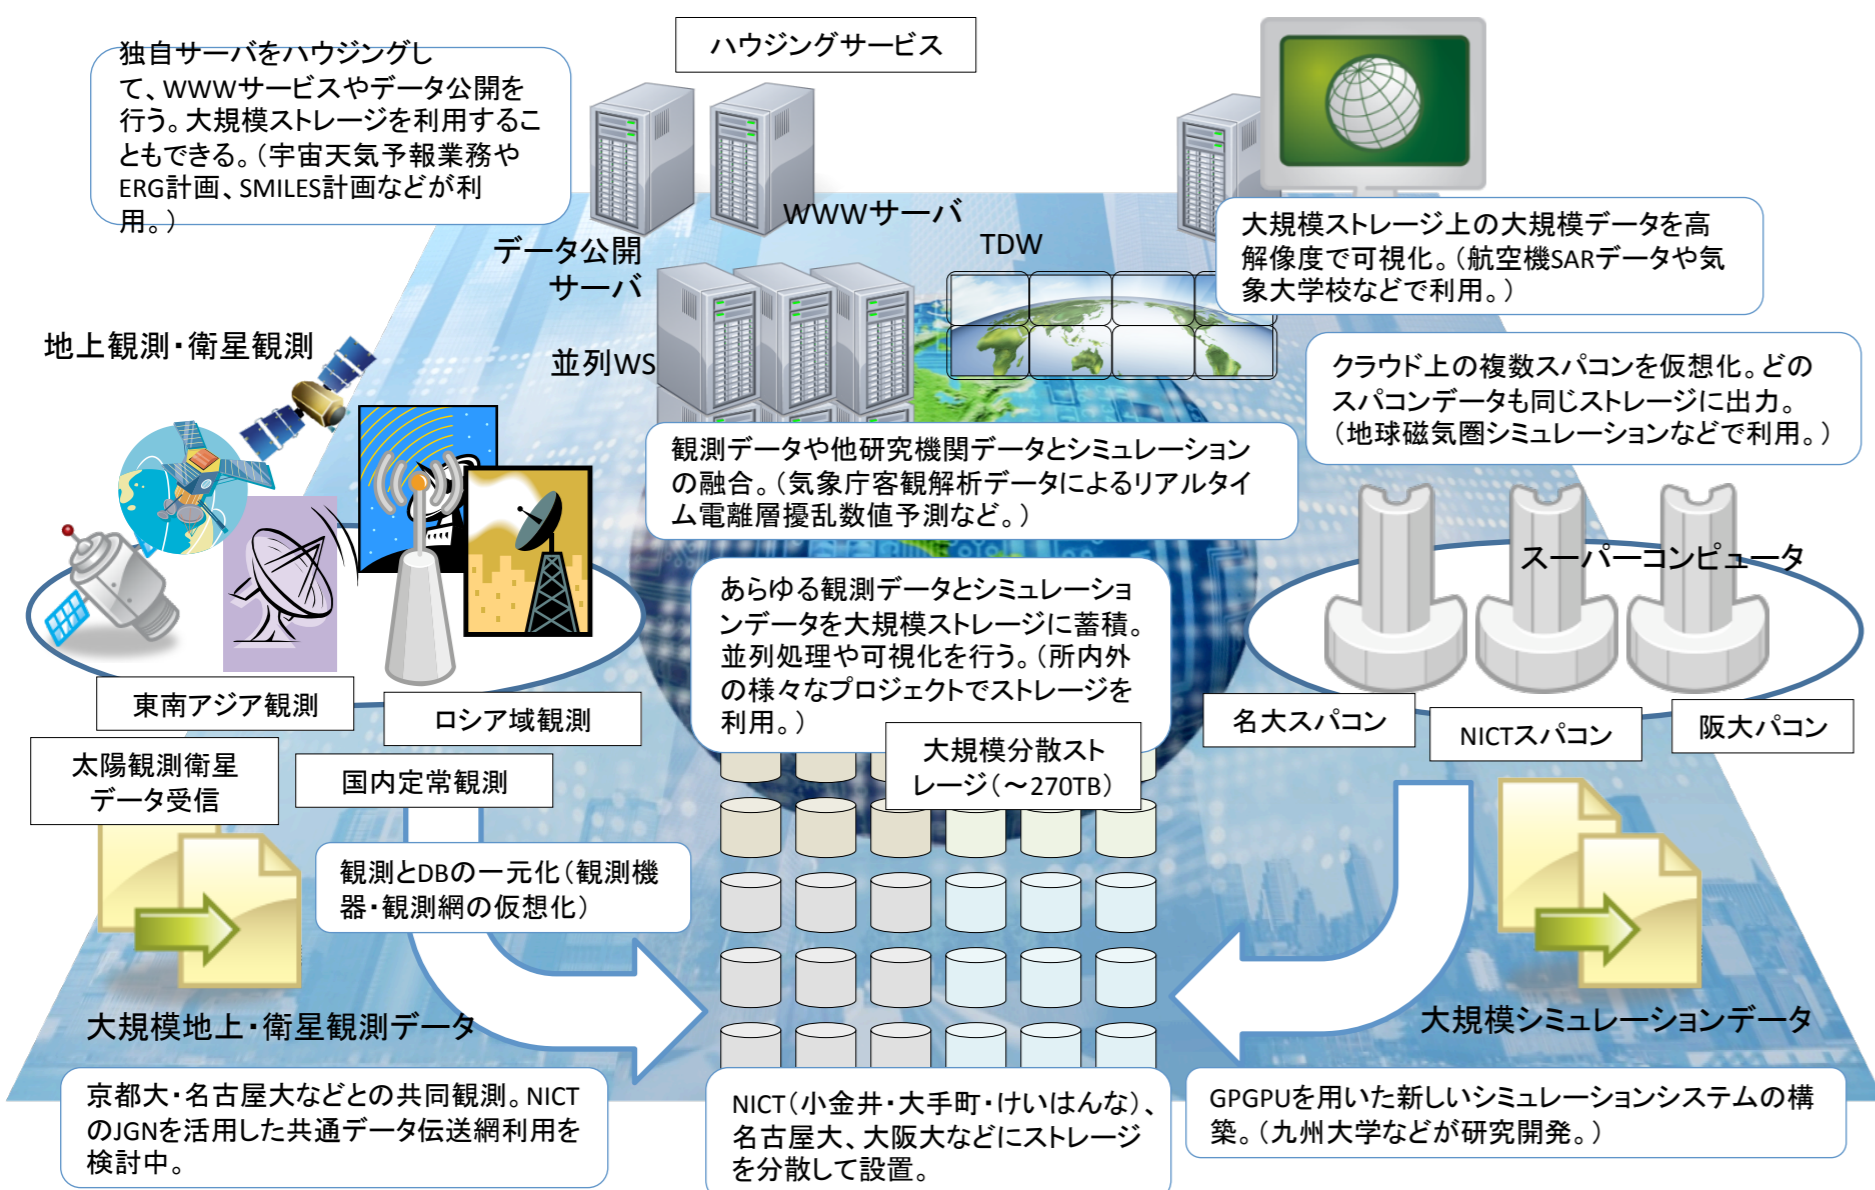 ハウジングサービス
独自サーバをハウジングし
て、WWWサービスやデータ公開を
行う。大規模ストレージを利用するこ
ともできる。（宇宙天気予報業務や
ERG計画、SMILES計画などが利
用。）
WWWサーバ
データ公開
サーバ
TDW
大規模ストレージ上の大規模データを高
解像度で可視化。（航空機SARデータや気
象大学校などで利用。）
地上観測・衛星観測
並列WS
クラウド上の複数スパコンを仮想化。どの
スパコンデータも同じストレージに出力。
（地球磁気圏シミュレーションなどで利用。）
観測データや他研究機関データとシミュレーション
の融合。（気象庁客観解析データによるリアルタイ
ム電離層擾乱数値予測など。）
スーパーコンピュータ
あらゆる観測データとシミュレーショ
ンデータを大規模ストレージに蓄積。
並列処理や可視化を行う。（所内外
の様々なプロジェクトでストレージを
利用。）
東南アジア観測
ロシア域観測
名大スパコン
NICTスパコン
阪大パコン
太陽観測衛星
データ受信
国内定常観測
大規模分散スト
レージ（～270TB）
観測とDBの一元化（観測機
器・観測網の仮想化）
大規模地上・衛星観測データ
大規模シミュレーションデータ
京都大・名古屋大などとの共同観測。NICT
のJGNを活用した共通データ伝送網利用を
検討中。
NICT（小金井・大手町・けいはんな）、
名古屋大、大阪大などにストレージ
を分散して設置。
GPGPUを用いた新しいシミュレーションシステムの構
築。（九州大学などが研究開発。）